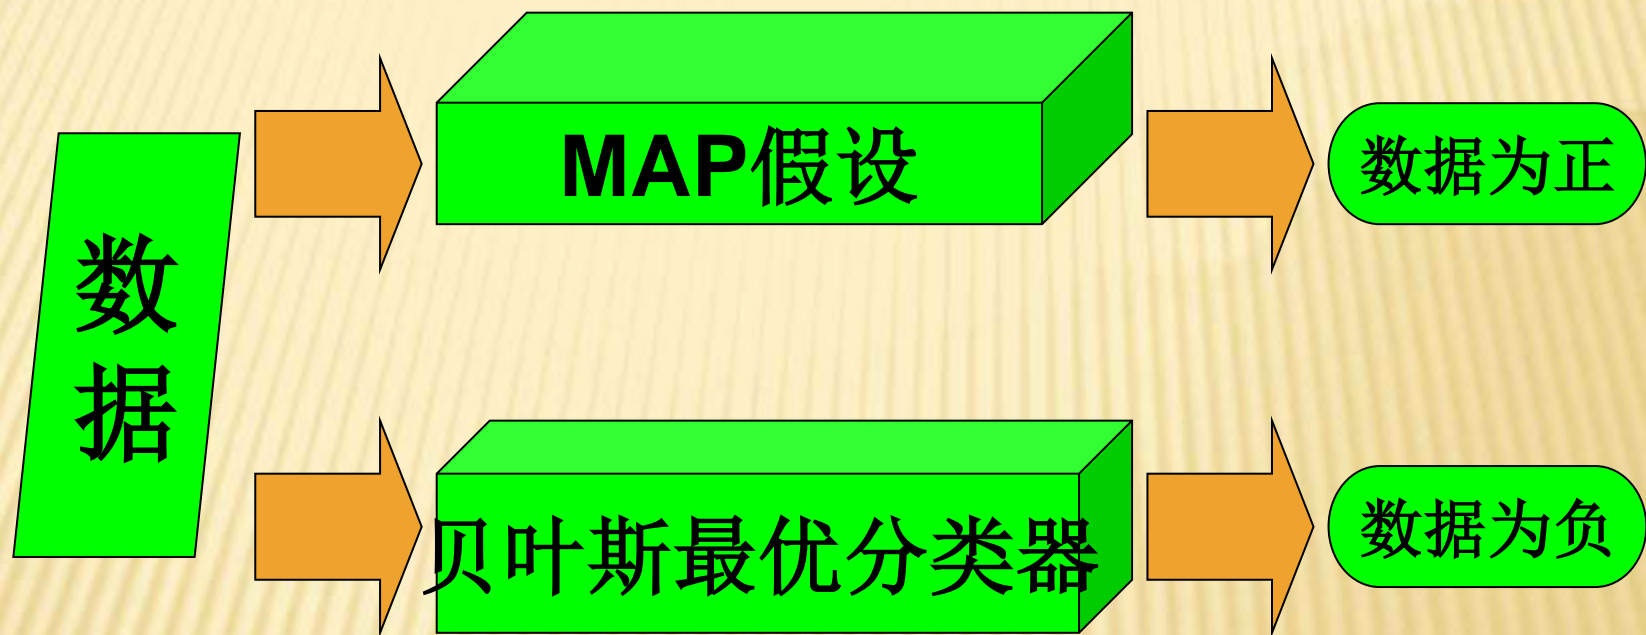 数
据
MAP假设
数据为正
贝叶斯最优分类器
数据为负